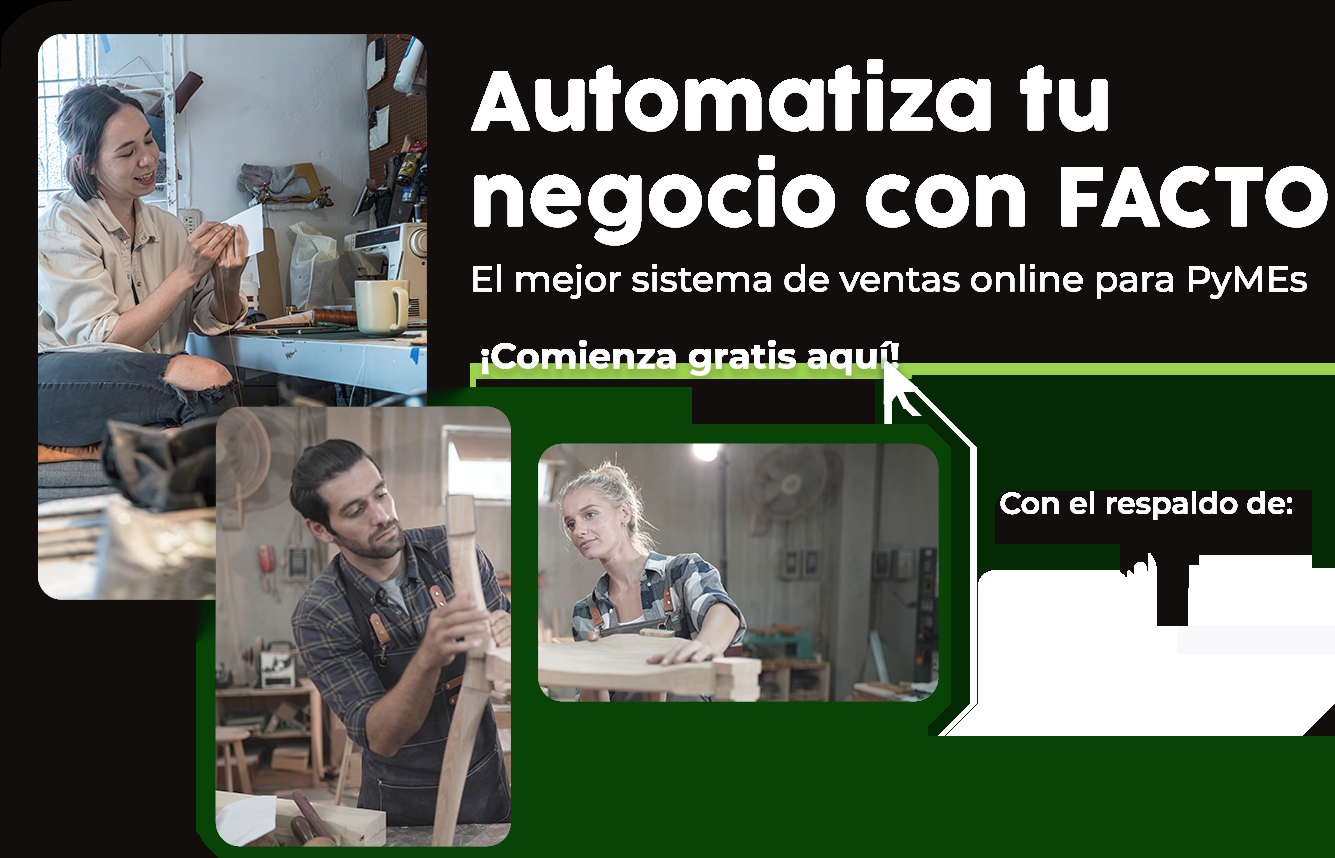 Automatiza tu
negocio con FACTO
El mejor sistema de ventas online para PyMEs
¡Comienza gratis aquí!
Con el respaldo de: